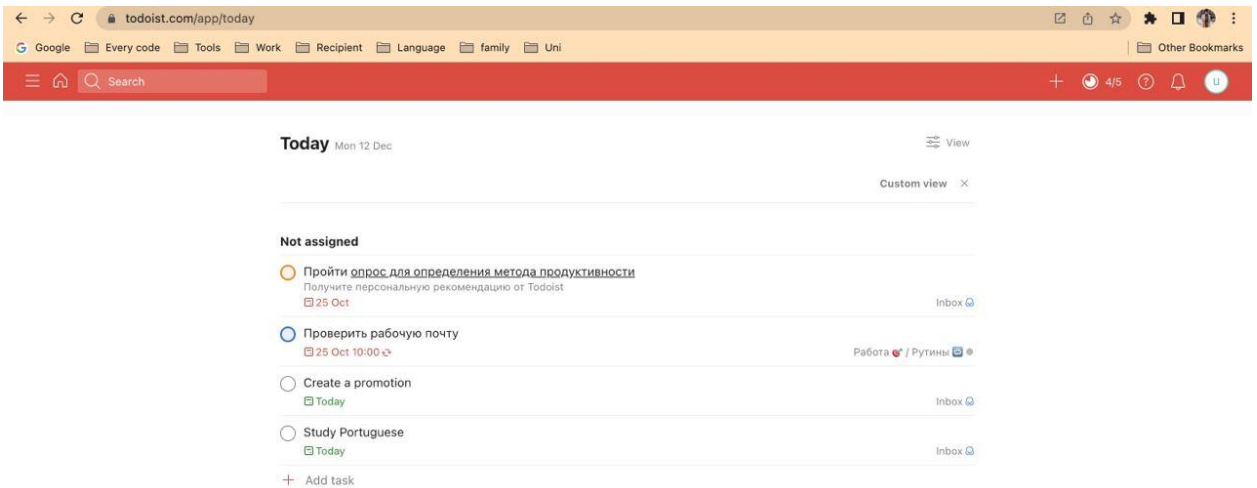 todoist.com/app/today
Google Every code Tools Work Recipient Language family Uni Other Bookmarks
Search 4/5 U
Today Mon 12 Dec View
Custom view
Not assigned
Пройти опрос для определения метода продуктивности
Получите персональную рекомендацию от Todoist
25 Oct Inbox
Проверить рабочую почту
25 Oct 10:00 Работа / Рутины
Create a promotion
Today Inbox
Study Portuguese
Today Inbox
Add task